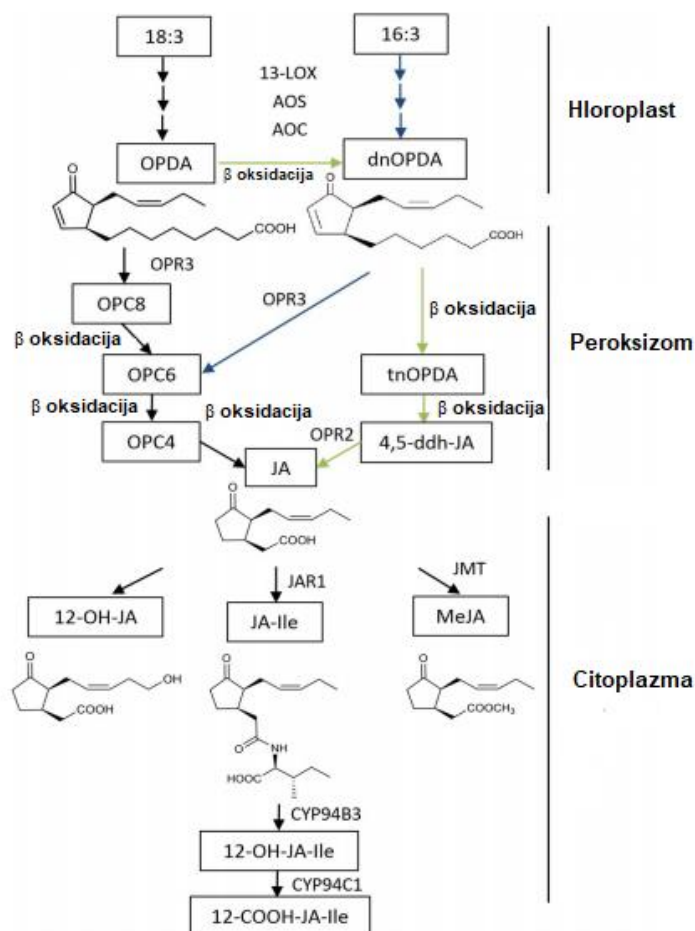 18:3
16:3
13-LOX
AOS
AOC
Hloroplast
OPDA
β oksidacija
dnOPDA
O
COOH
O
COOH
OPR3
OPR3
OPC8
β oksidacija
β oksidacija
Peroksizom
OPC6
tnOPDA
β oksidacija
β oksidacija
β oksidacija
OPC4
OPR2
4,5-ddh-JA
JA
O
COOH
JAR1
JMT
12-OH-JA
JA-Ile
MeJA
Citoplazma
O
OH
COOH
O
O
NH
HOOC
O
COOCH₃
CYP94B3
12-OH-JA-Ile
CYP94C1
12-COOH-JA-Ile